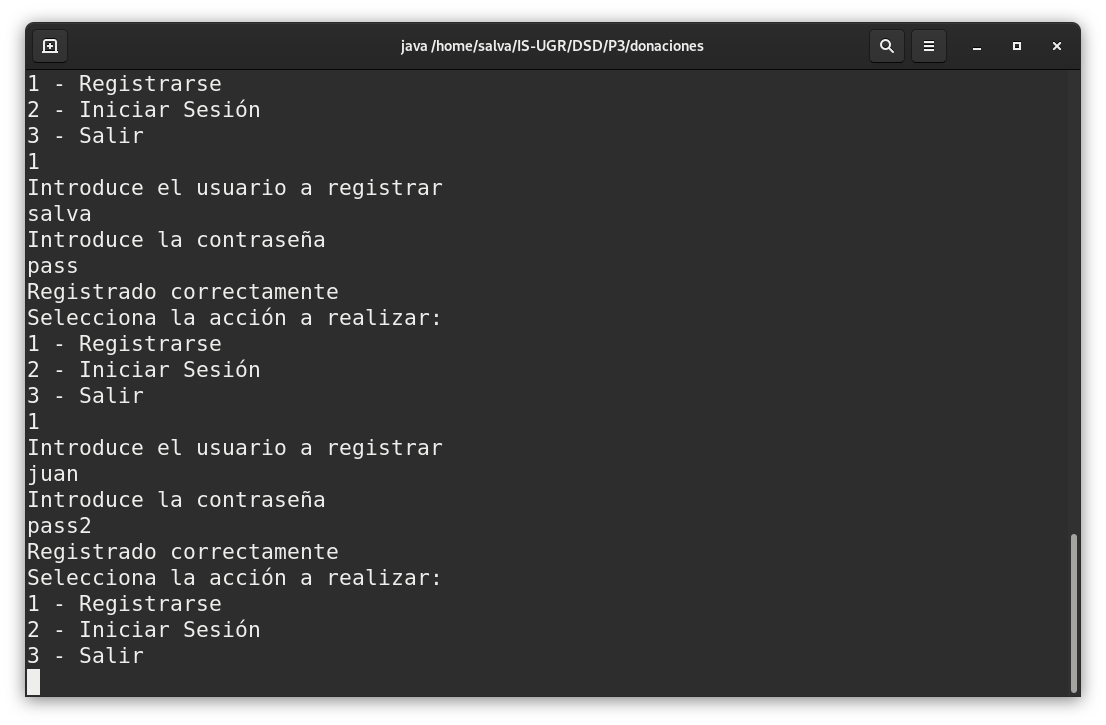 java /home/salva/IS-UGR/DSD/P3/donaciones
1 - Registrarse
2 - Iniciar Sesión
3 - Salir
1
Introduce el usuario a registrar
salva
Introduce la contraseña
pass
Registrado correctamente
Selecciona la acción a realizar:
1 - Registrarse
2 - Iniciar Sesión
3 - Salir
1
Introduce el usuario a registrar
juan
Introduce la contraseña
pass2
Registrado correctamente
Selecciona la acción a realizar:
1 - Registrarse
2 - Iniciar Sesión
3 - Salir